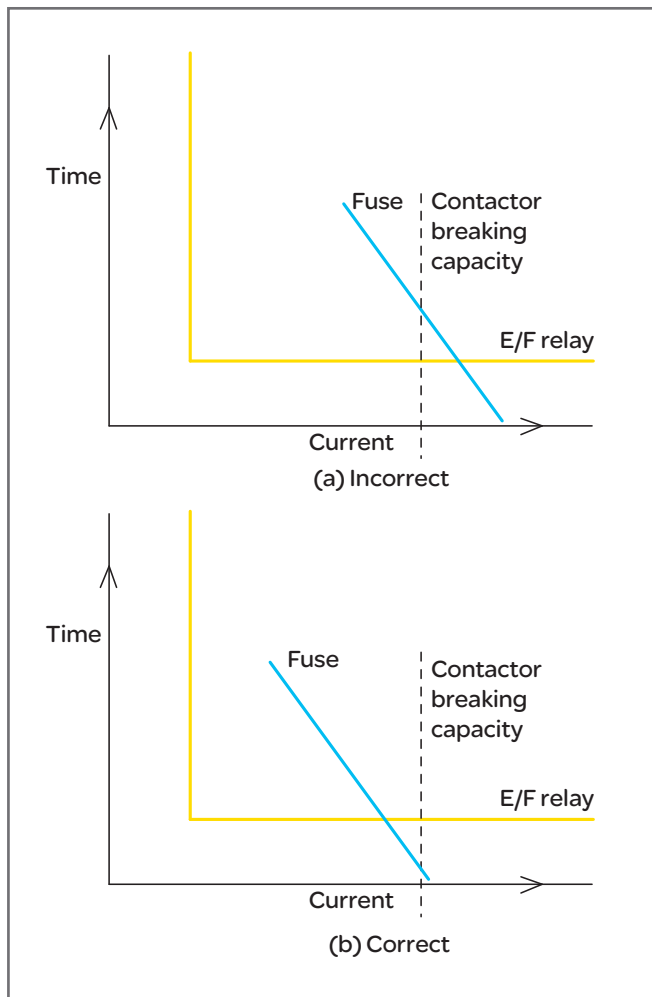 Time
Fuse
Contactor
breaking
capacity
E/F relay
Current
(a) Incorrect
Time
Fuse
Contactor
breaking
capacity
E/F relay
Current
(b) Correct